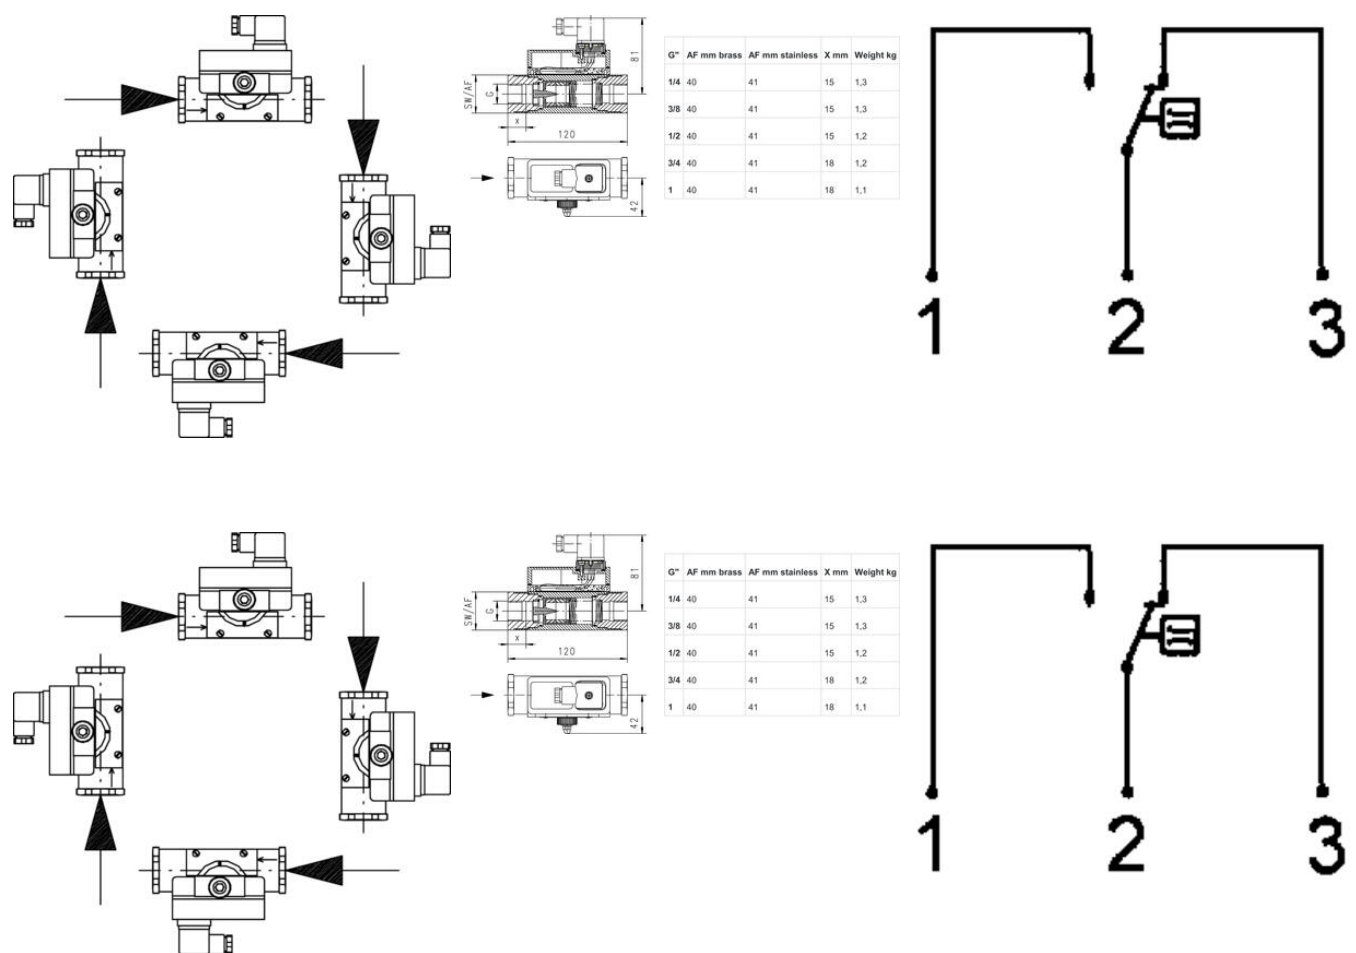 81
SW/AF
G
x
120
42
G" AF mm brass AF mm stainless X mm Weight kg
1/4 40 41 15 1,3
3/8 40 41 15 1,3
1/2 40 41 15 1,2
3/4 40 41 18 1,2
1 40 41 18 1,1
1 2 3
81
SW/AF
G
x
120
42
G" AF mm brass AF mm stainless X mm Weight kg
1/4 40 41 15 1,3
3/8 40 41 15 1,3
1/2 40 41 15 1,2
3/4 40 41 18 1,2
1 40 41 18 1,1
1 2 3